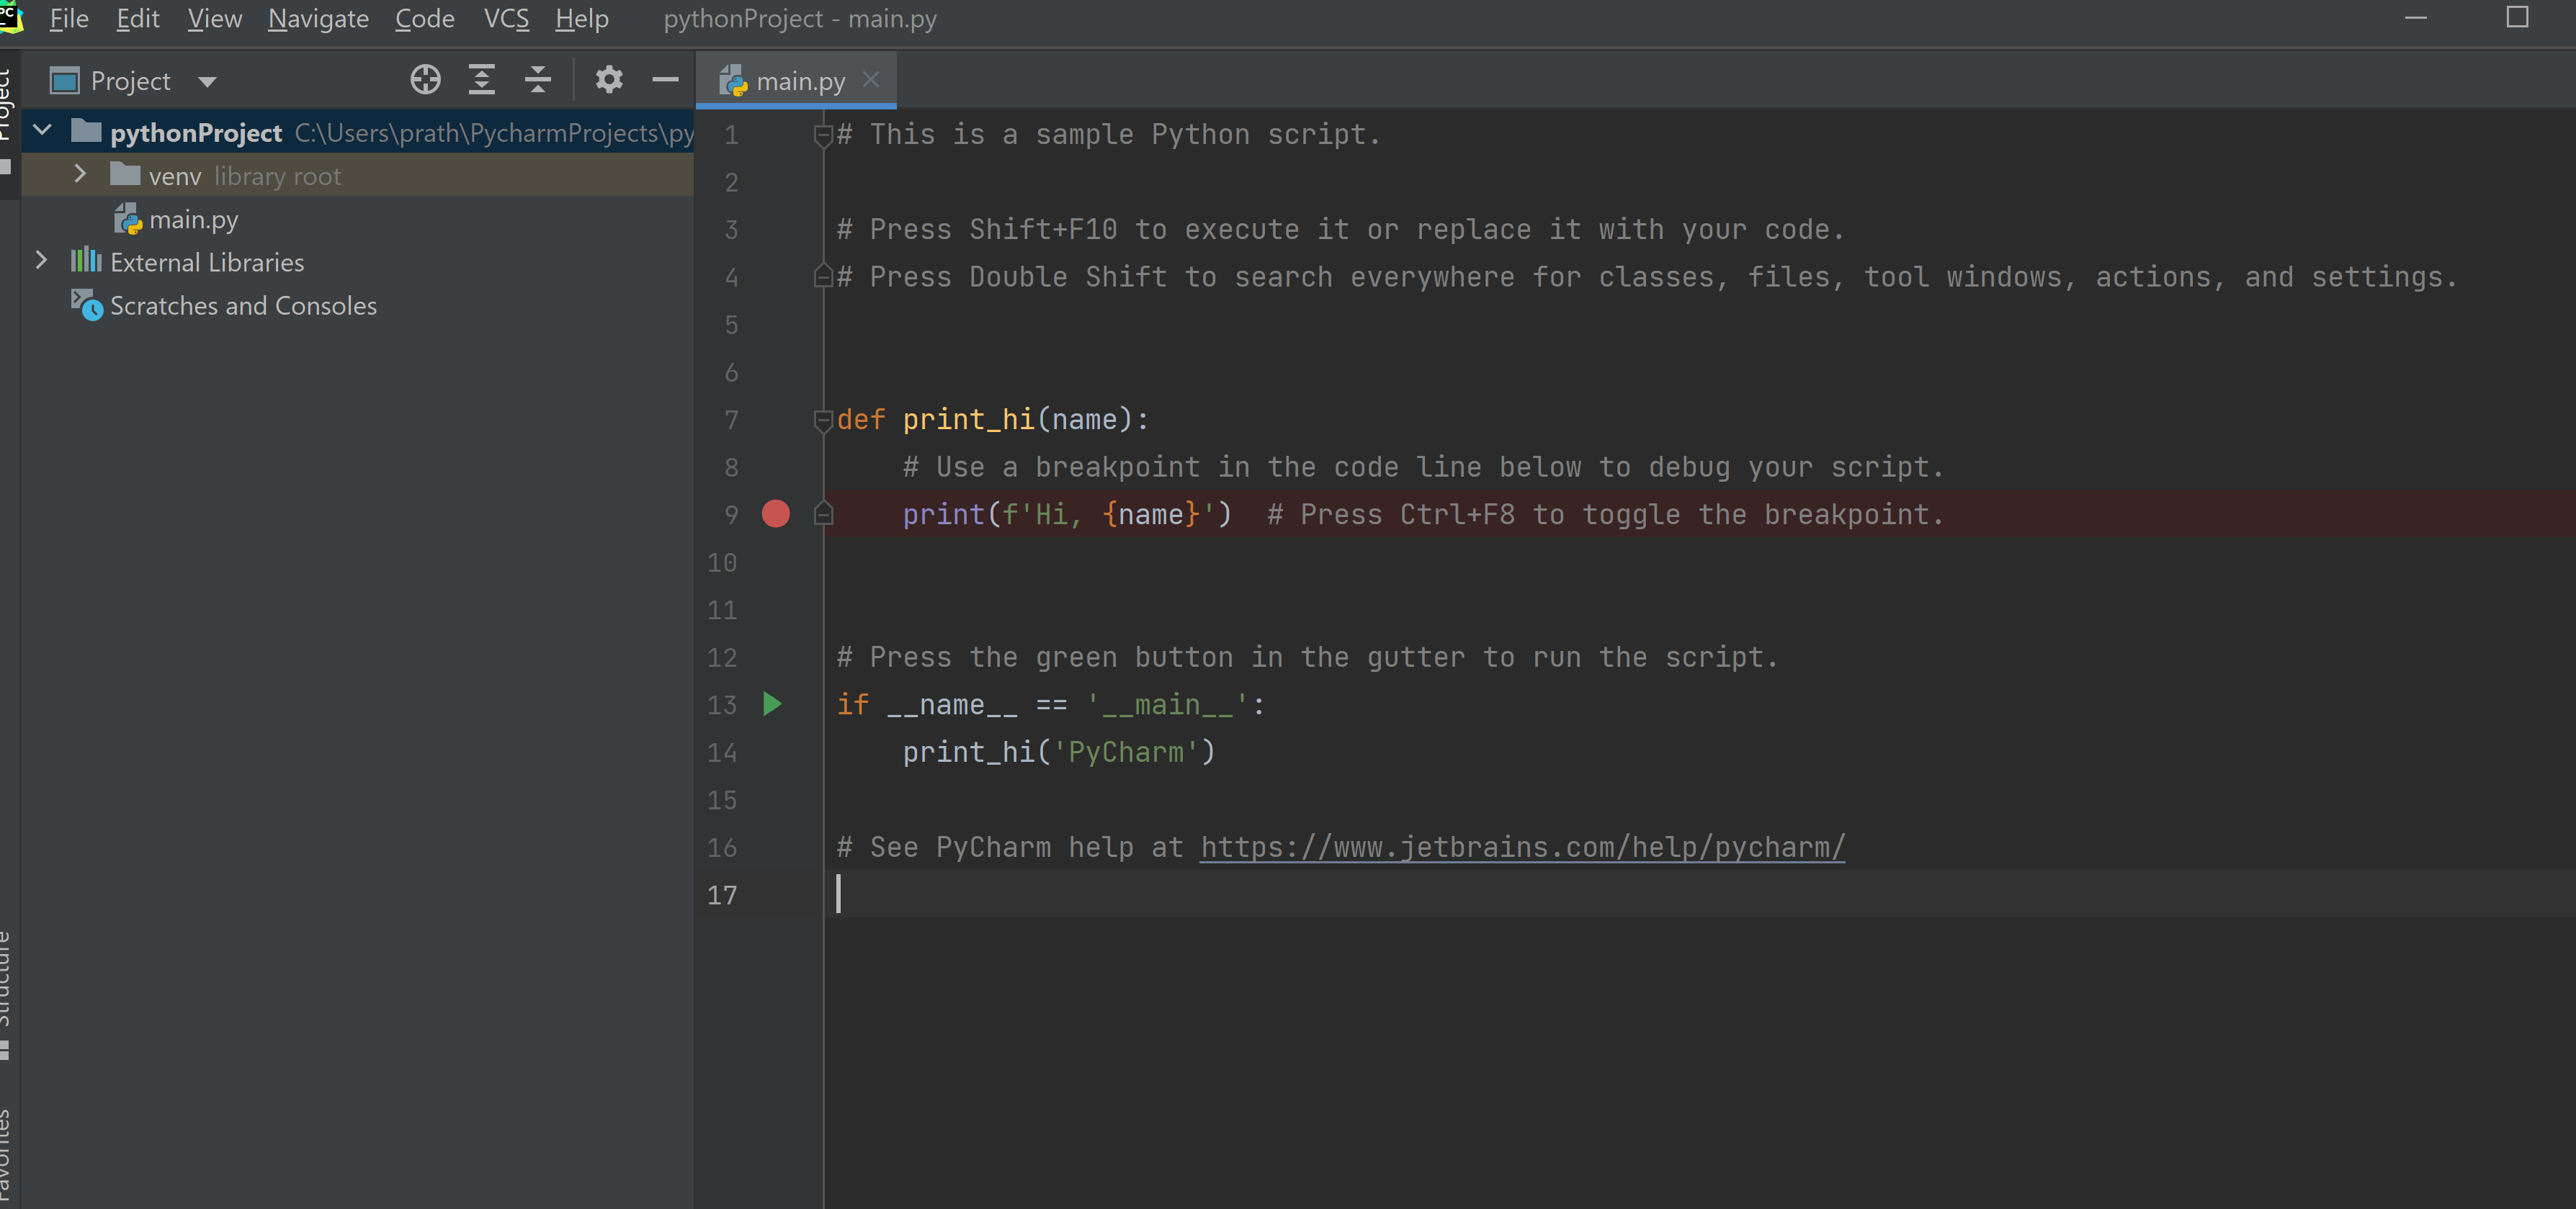 PC
File Edit View Navigate Code VCS Help pythonProject - main.py
Project
Project
main.py
pythonProject C:\Users\prath\PycharmProjects\py
venv library root
main.py
External Libraries
Scratches and Consoles
Structure
Favorites
1 # This is a sample Python script.
2
3 # Press Shift+F10 to execute it or replace it with your code.
4 # Press Double Shift to search everywhere for classes, files, tool windows, actions, and settings.
5
6
7 def print_hi(name):
8     # Use a breakpoint in the code line below to debug your script.
9     print(f'Hi, {name}')  # Press Ctrl+F8 to toggle the breakpoint.
10
11
12 # Press the green button in the gutter to run the script.
13 if __name__ == '__main__':
14     print_hi('PyCharm')
15
16 # See PyCharm help at https://www.jetbrains.com/help/pycharm/
17